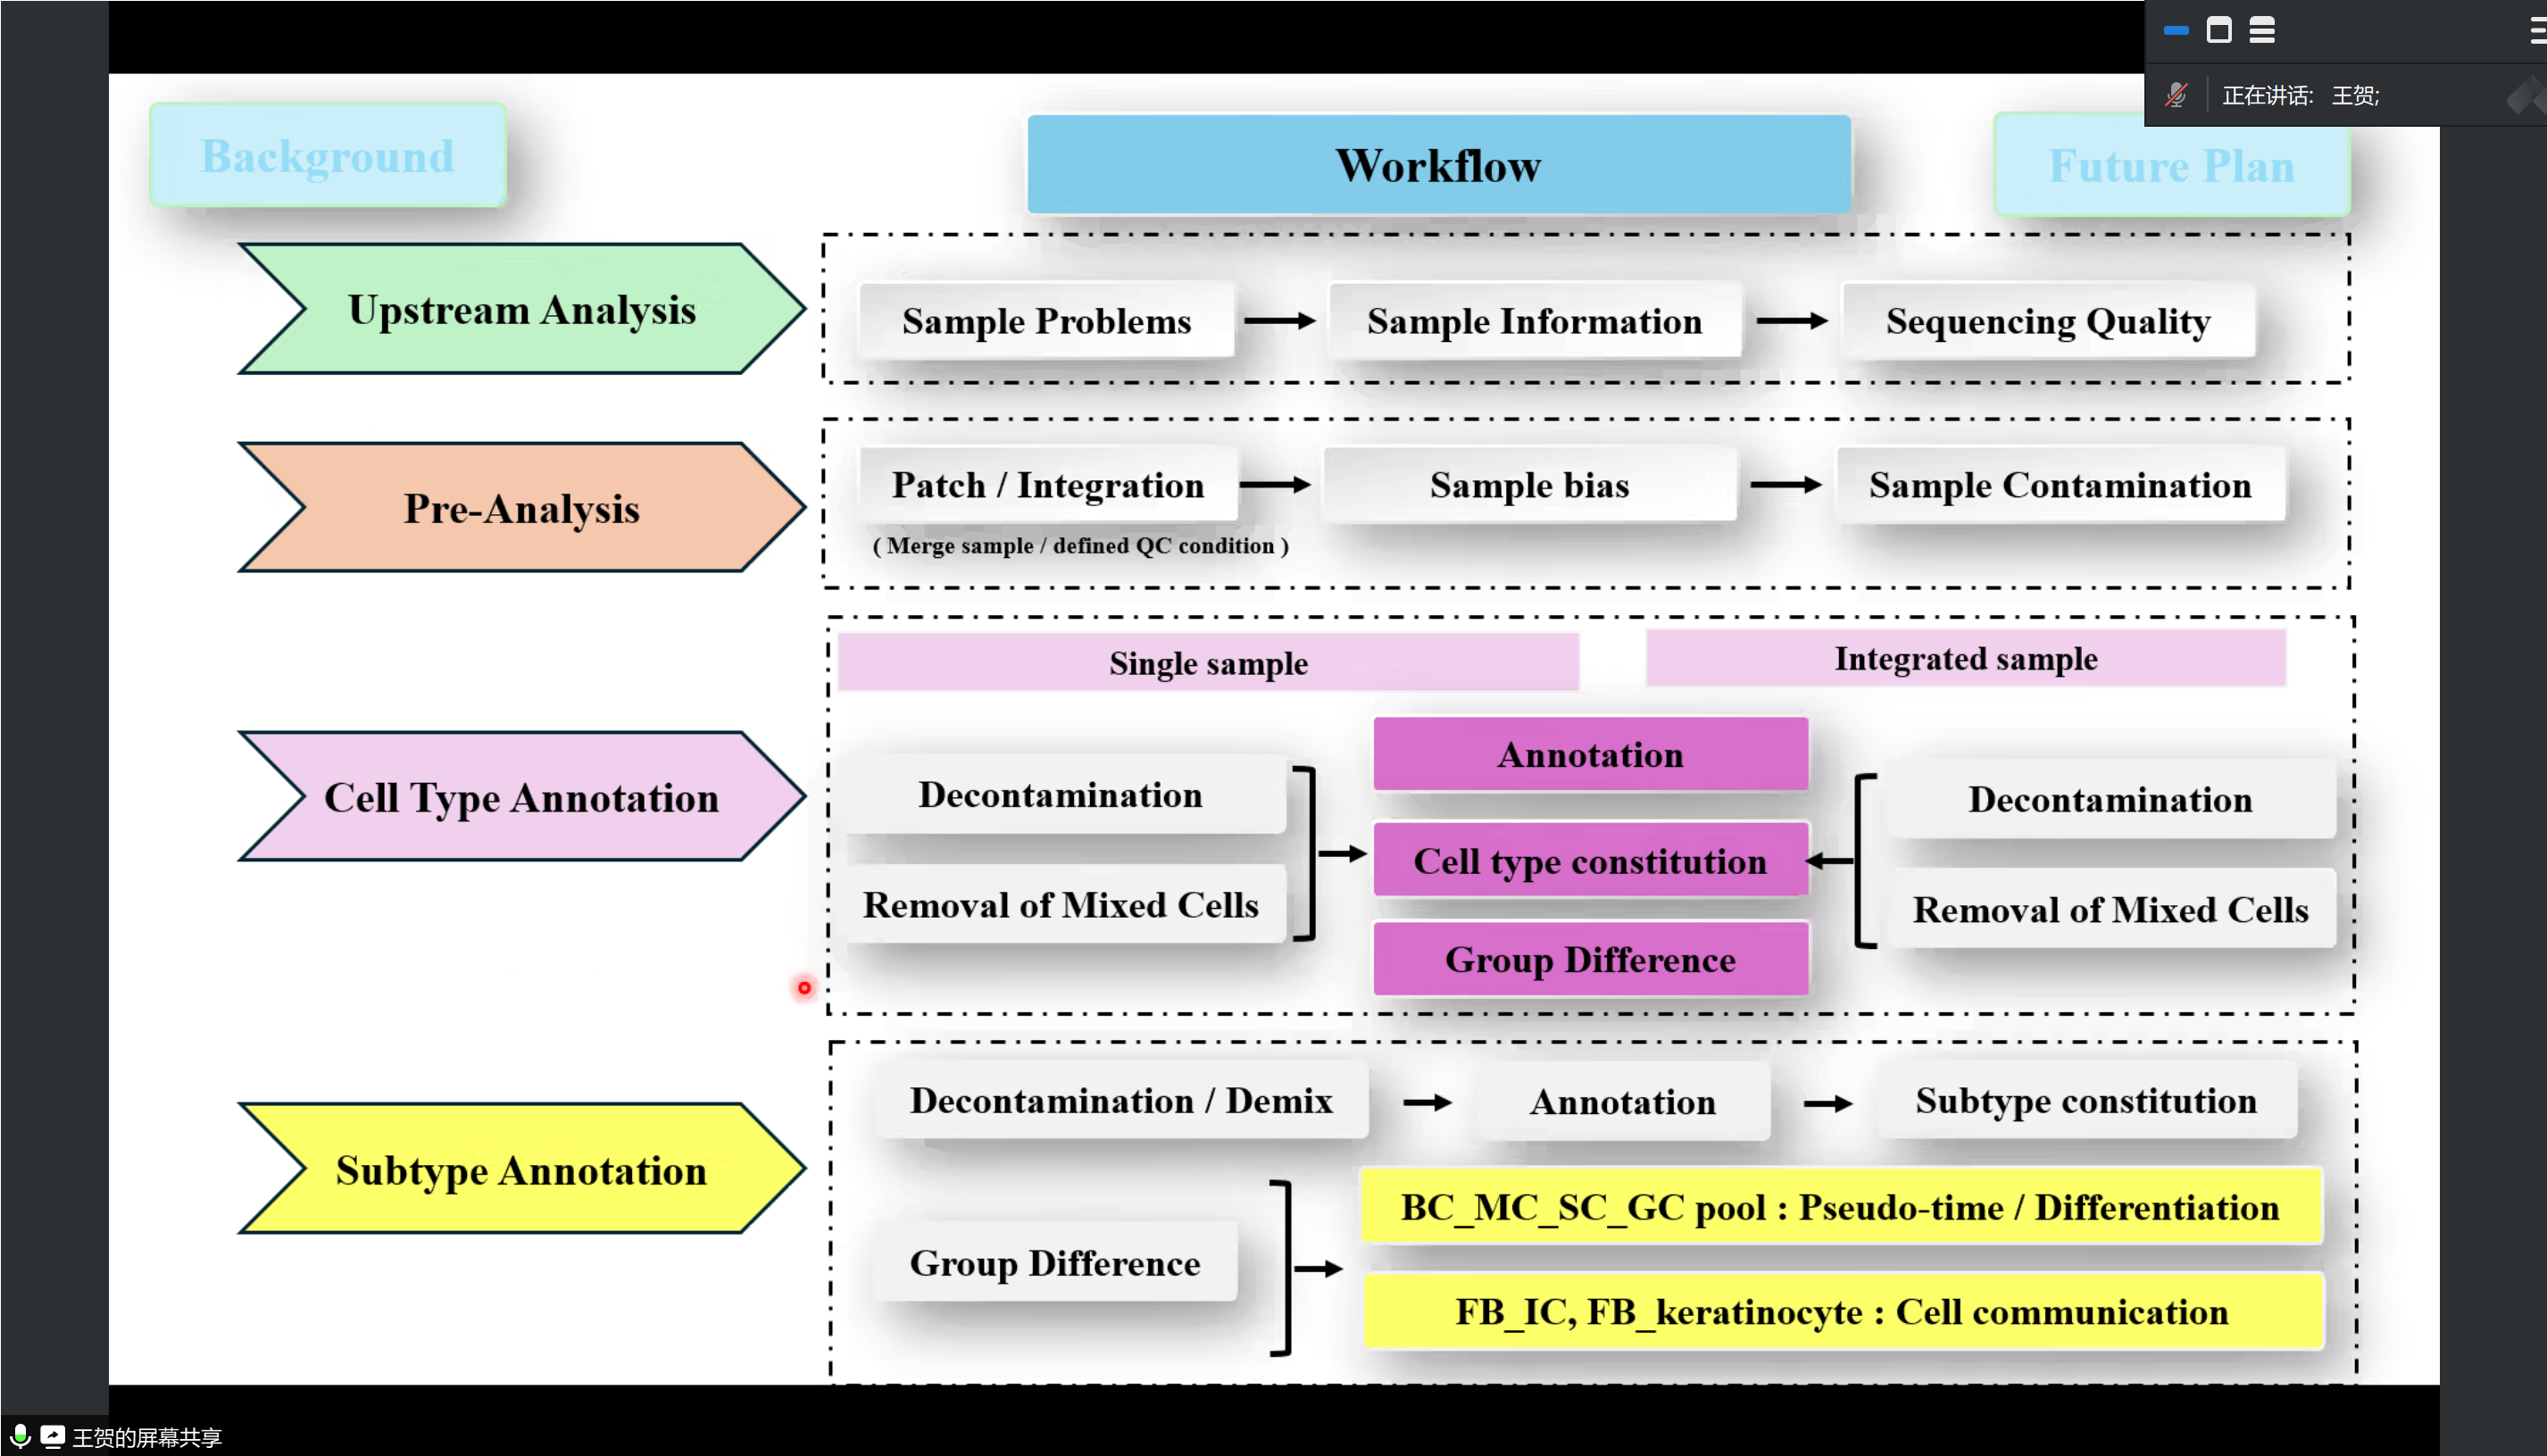 正在讲话: 王贺;
Background
Workflow
Future Plan
Upstream Analysis
Sample Problems
Sample Information
Sequencing Quality
Pre-Analysis
Patch / Integration
Sample bias
Sample Contamination
( Merge sample / defined QC condition )
Single sample
Integrated sample
Cell Type Annotation
Decontamination
Removal of Mixed Cells
Annotation
Cell type constitution
Group Difference
Decontamination
Removal of Mixed Cells
Subtype Annotation
Decontamination / Demix
Annotation
Subtype constitution
Group Difference
BC_MC_SC_GC pool : Pseudo-time / Differentiation
FB_IC, FB_keratinocyte : Cell communication
王贺的屏幕共享